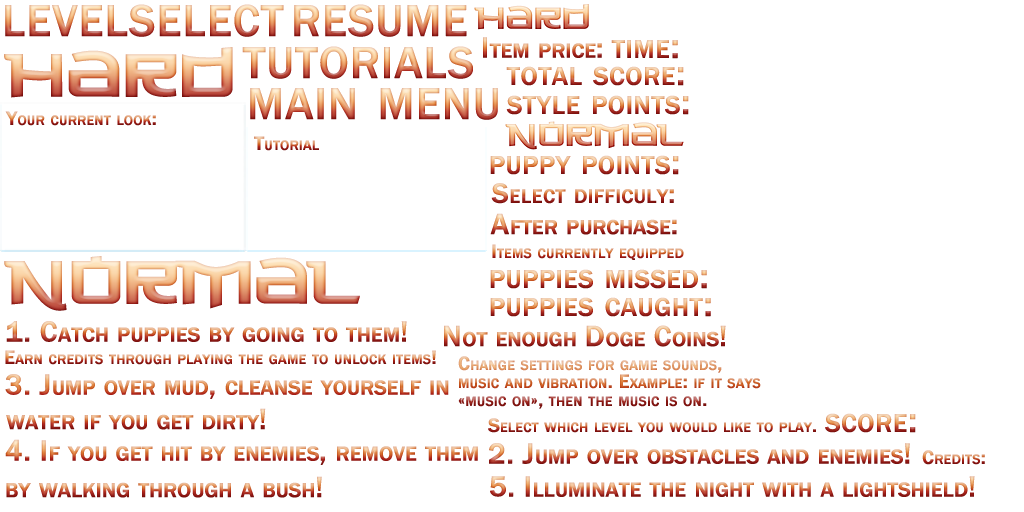 LEVELSELECT RESUME HARD
ITEM PRICE: TIME:
HARD TUTORIALS
TOTAL SCORE:
MAIN MENU STYLE POINTS:
YOUR CURRENT LOOK:
TUTORIAL
NORMAL
PUPPY POINTS:
SELECT DIFFICULY:
AFTER PURCHASE:
ITEMS CURRENTLY EQUIPPED
NORMAL
PUPPIES MISSED:
PUPPIES CAUGHT:
1. CATCH PUPPIES BY GOING TO THEM!
NOT ENOUGH DOGE COINS!
EARN CREDITS THROUGH PLAYING THE GAME TO UNLOCK ITEMS!
CHANGE SETTINGS FOR GAME SOUNDS,
MUSIC AND VIBRATION. EXAMPLE: IF IT SAYS
«MUSIC ON», THEN THE MUSIC IS ON.
3. JUMP OVER MUD, CLEANSE YOURSELF IN
WATER IF YOU GET DIRTY!
SELECT WHICH LEVEL YOU WOULD LIKE TO PLAY. SCORE:
4. IF YOU GET HIT BY ENEMIES, REMOVE THEM
BY WALKING THROUGH A BUSH!
2. JUMP OVER OBSTACLES AND ENEMIES! CREDITS:
5. ILLUMINATE THE NIGHT WITH A LIGHTSHIELD!